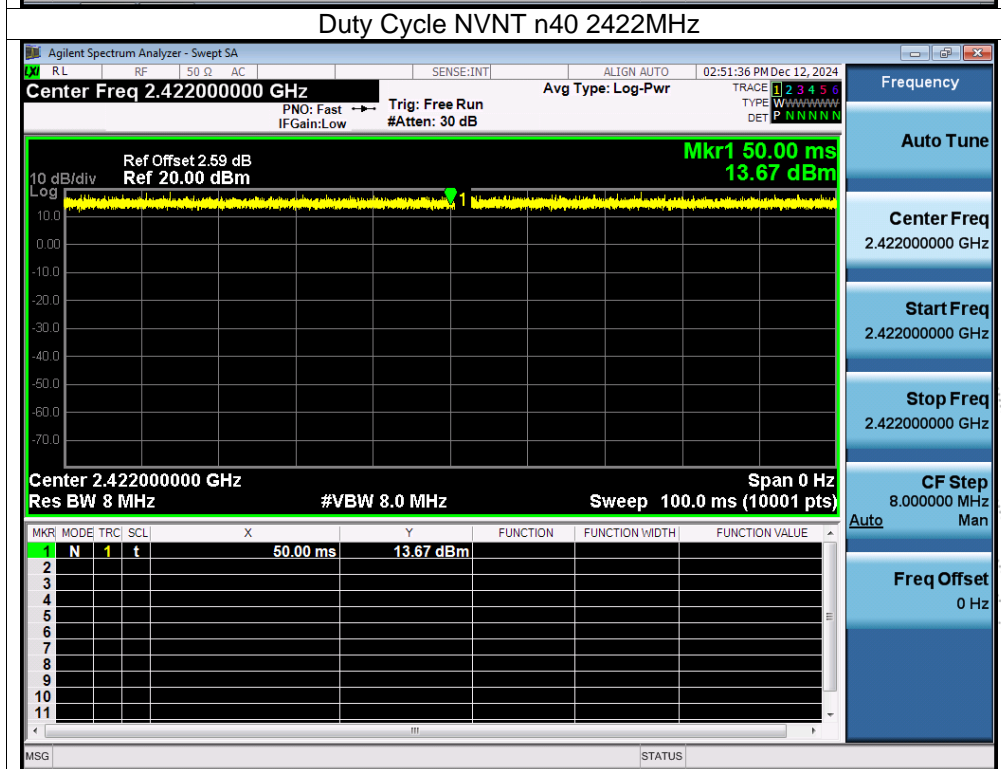 Duty Cycle NVNT n40 2422MHz
Agilent Spectrum Analyzer - Swept SA
LXI RL RF 50 Ω AC SENSE:INT ALIGN AUTO 02:51:36 PM Dec 12, 2024
Center Freq 2.422000000 GHz
PNO: Fast
IFGain:Low
Trig: Free Run
#Atten: 30 dB
Avg Type: Log-Pwr
TRACE 1 2 3 4 5 6
TYPE WWWWWW
DET P N N N N N
Frequency
Auto Tune
Center Freq
2.422000000 GHz
Start Freq
2.422000000 GHz
Stop Freq
2.422000000 GHz
CF Step
8.000000 MHz
Auto Man
Freq Offset
0 Hz
Mkr1 50.00 ms
13.67 dBm
Ref Offset 2.59 dB
10 dB/div Ref 20.00 dBm
Log
1
10.0
0.00
-10.0
-20.0
-30.0
-40.0
-50.0
-60.0
-70.0
Center 2.422000000 GHz Span 0 Hz
Res BW 8 MHz #VBW 8.0 MHz Sweep 100.0 ms (10001 pts)
MKR MODE TRC SCL X Y FUNCTION FUNCTION WIDTH FUNCTION VALUE
1 N 1 t 50.00 ms 13.67 dBm
2
3
4
5
6
7
8
9
10
11
MSG STATUS